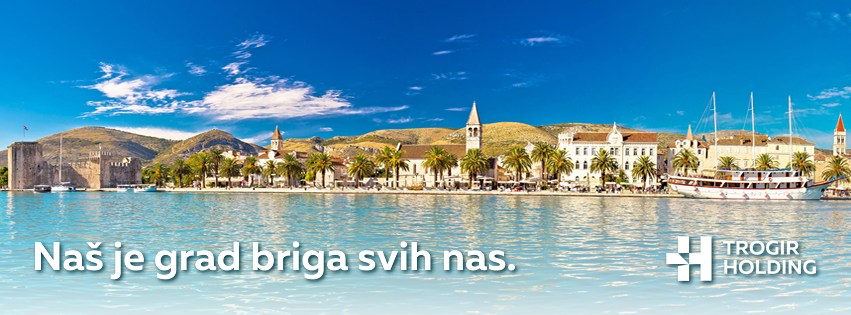 Naš je grad briga svih nas.
TROGIR
HOLDING